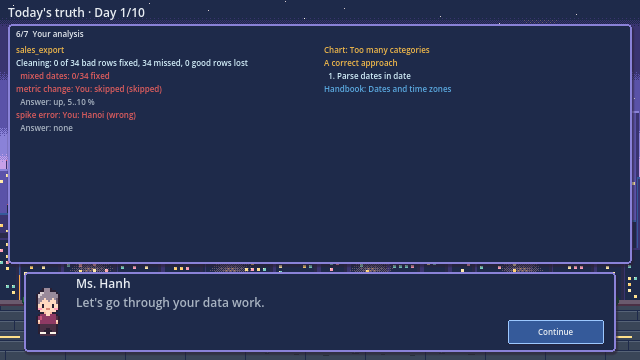 Today's truth · Day 1/10
6/7 Your analysis
sales_export
Cleaning: 0 of 34 bad rows fixed, 34 missed, 0 good rows lost
mixed dates: 0/34 fixed
metric change: You: skipped (skipped)
Answer: up, 5..10 %
spike error: You: Hanoi (wrong)
Answer: none
Chart: Too many categories
A correct approach
1. Parse dates in date
Handbook: Dates and time zones
Ms. Hanh
Let's go through your data work.
Continue